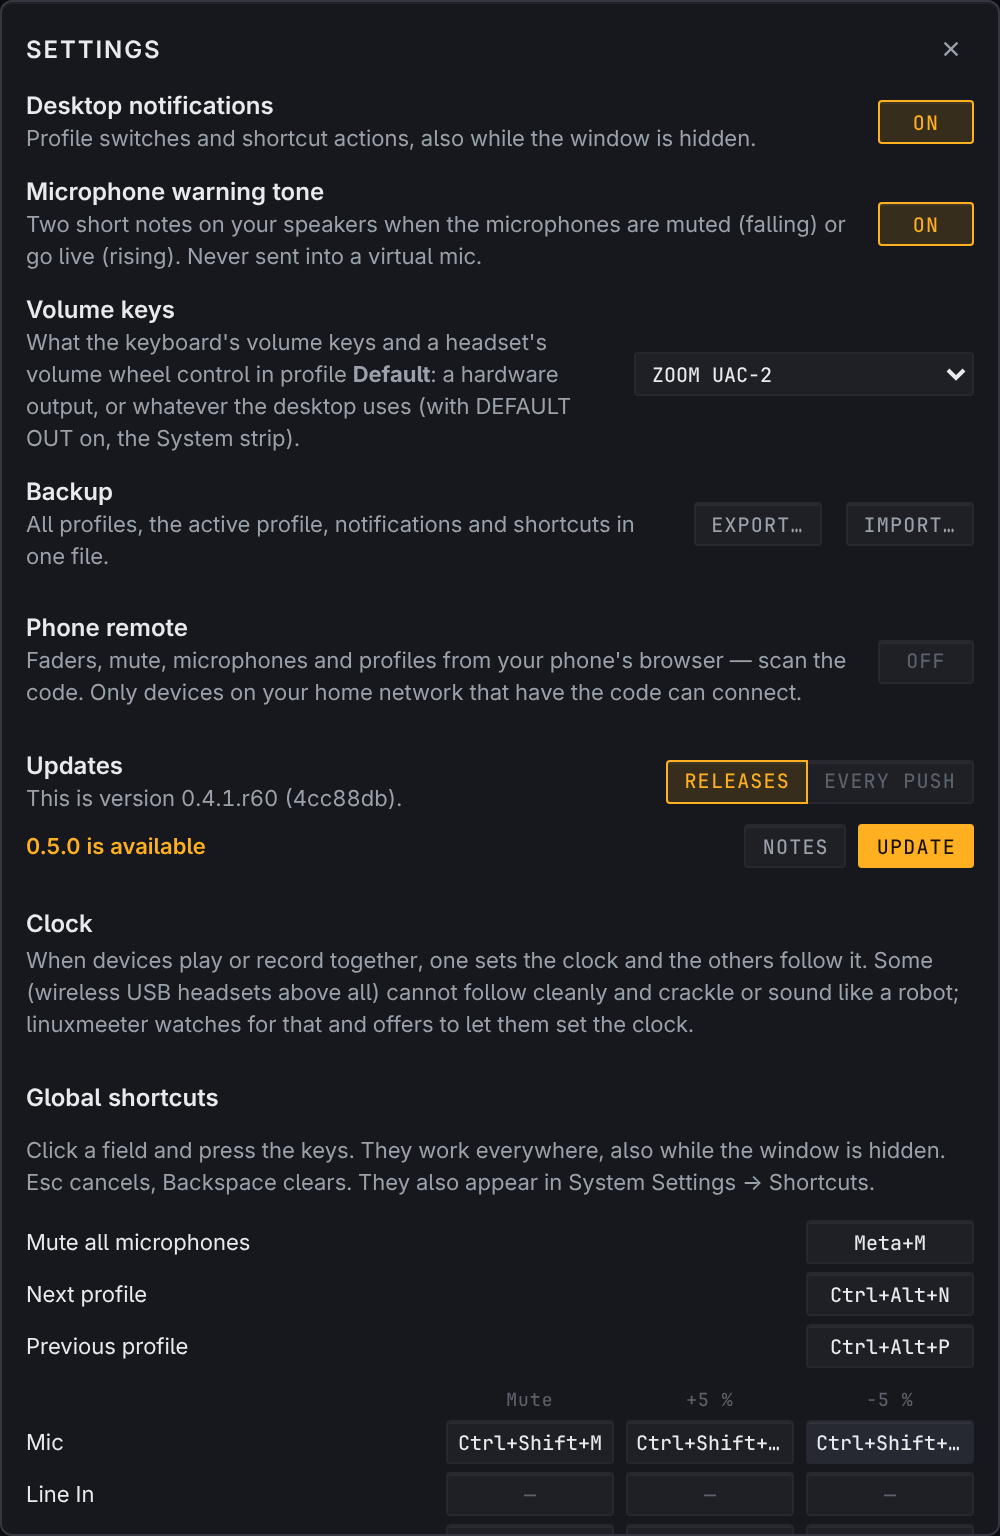 SETTINGS ×
Desktop notifications
Profile switches and shortcut actions, also while the window is hidden.
ON
Microphone warning tone
Two short notes on your speakers when the microphones are muted (falling) or
go live (rising). Never sent into a virtual mic.
ON
Volume keys
What the keyboard's volume keys and a headset's
volume wheel control in profile Default: a hardware
output, or whatever the desktop uses (with DEFAULT
OUT on, the System strip).
ZOOM UAC-2
Backup
All profiles, the active profile, notifications and shortcuts in
one file.
EXPORT… IMPORT…
Phone remote
Faders, mute, microphones and profiles from your phone's browser — scan the
code. Only devices on your home network that have the code can connect.
OFF
Updates
This is version 0.4.1.r60 (4cc88db).
RELEASES EVERY PUSH
0.5.0 is available
NOTES UPDATE
Clock
When devices play or record together, one sets the clock and the others follow it. Some
(wireless USB headsets above all) cannot follow cleanly and crackle or sound like a robot;
linuxmeeter watches for that and offers to let them set the clock.
Global shortcuts
Click a field and press the keys. They work everywhere, also while the window is hidden.
Esc cancels, Backspace clears. They also appear in System Settings → Shortcuts.
Mute all microphones Meta+M
Next profile Ctrl+Alt+N
Previous profile Ctrl+Alt+P
Mute +5 % -5 %
Mic Ctrl+Shift+M Ctrl+Shift+… Ctrl+Shift+…
Line In — — —